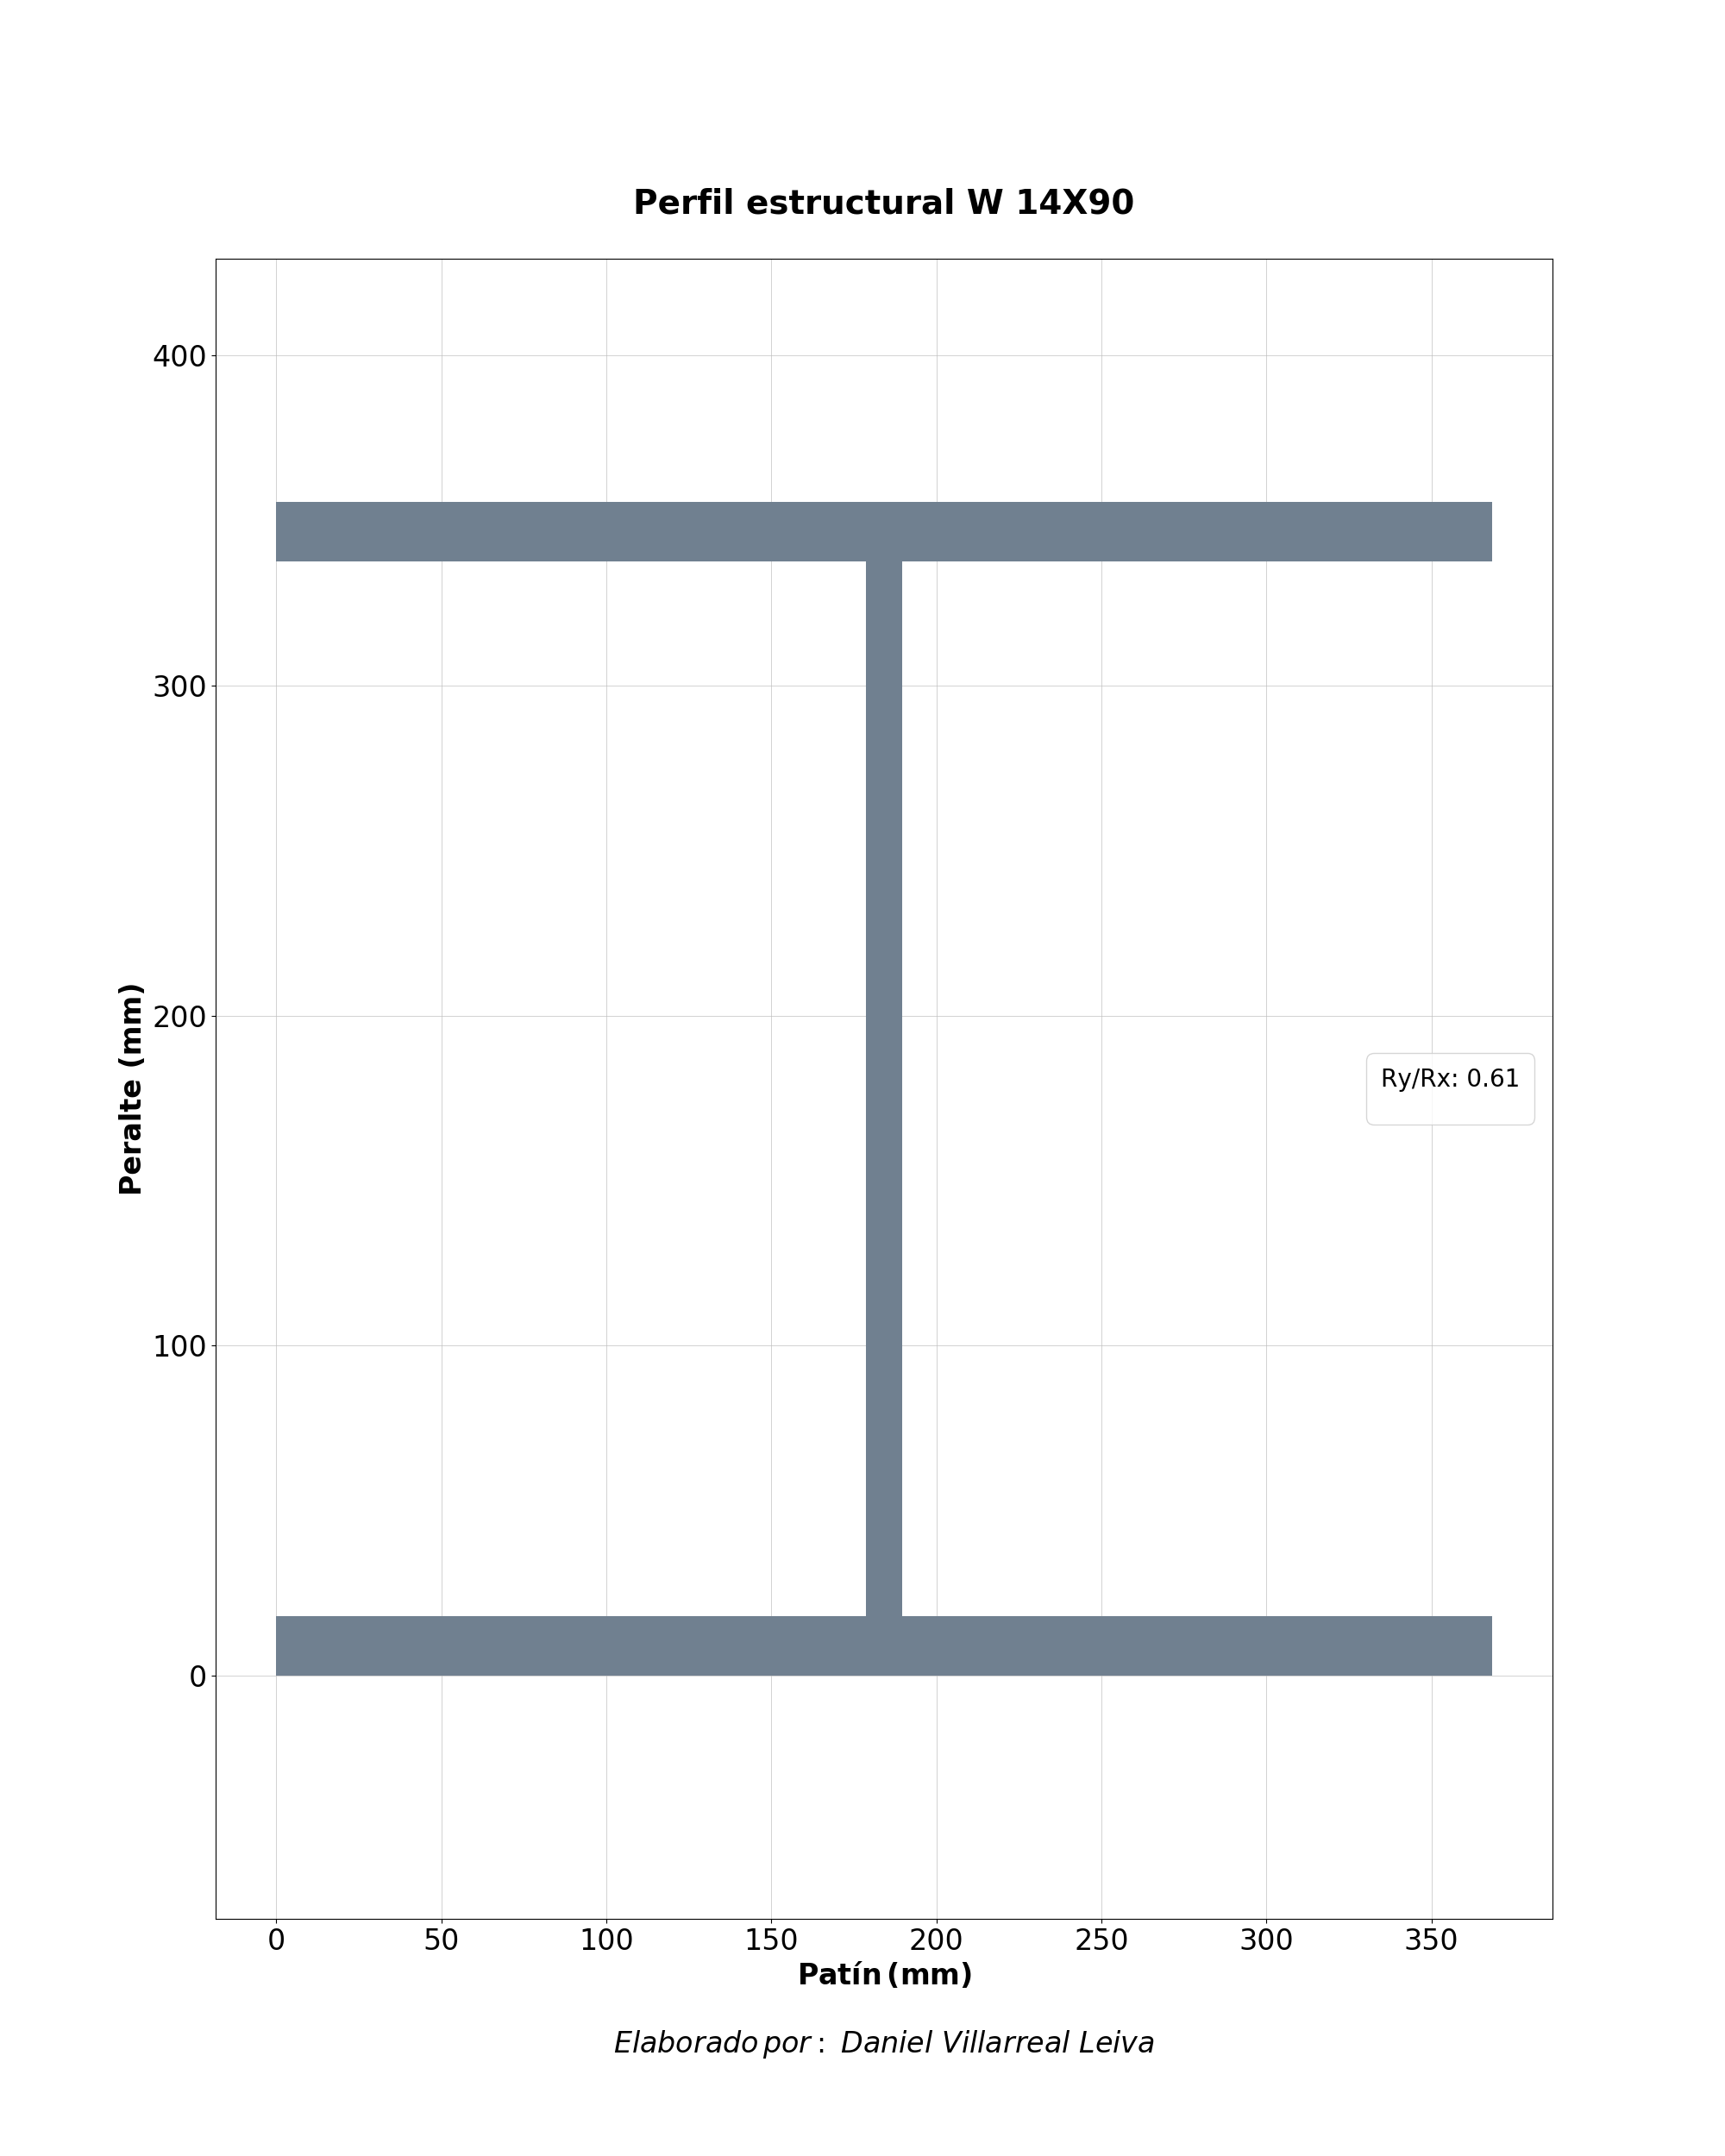 Perfil estructural W 14X90
400
300
200
100
0
Peralte (mm)
Ry/Rx: 0.61
0 50 100 150 200 250 300 350
Patín (mm)
Elaborado por: Daniel Villarreal Leiva